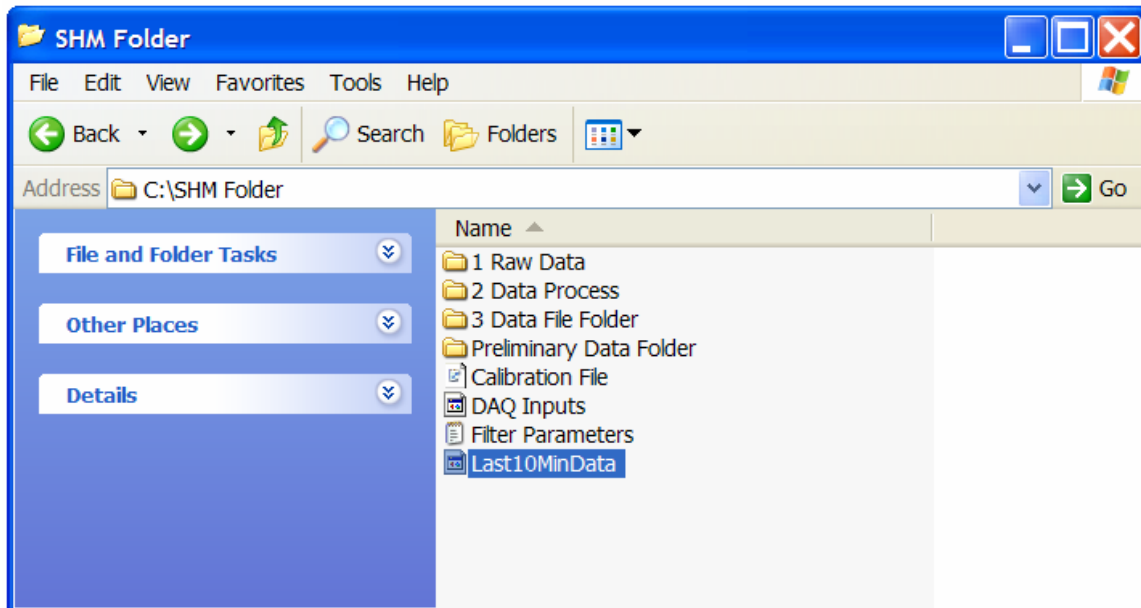 SHM Folder
File Edit View Favorites Tools Help
Back Search Folders
Address C:\SHM Folder Go
File and Folder Tasks
Other Places
Details
Name
1 Raw Data
2 Data Process
3 Data File Folder
Preliminary Data Folder
Calibration File
DAQ Inputs
Filter Parameters
Last10MinData